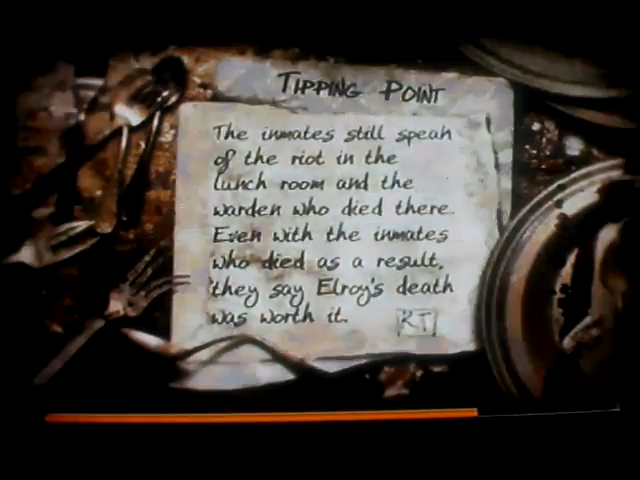 TIPPING POINT
The inmates still speak
of the riot in the
lunch room and the
warden who died there.
Even with the inmates
who died as a result,
they say Elroy's death
was worth it.
RT